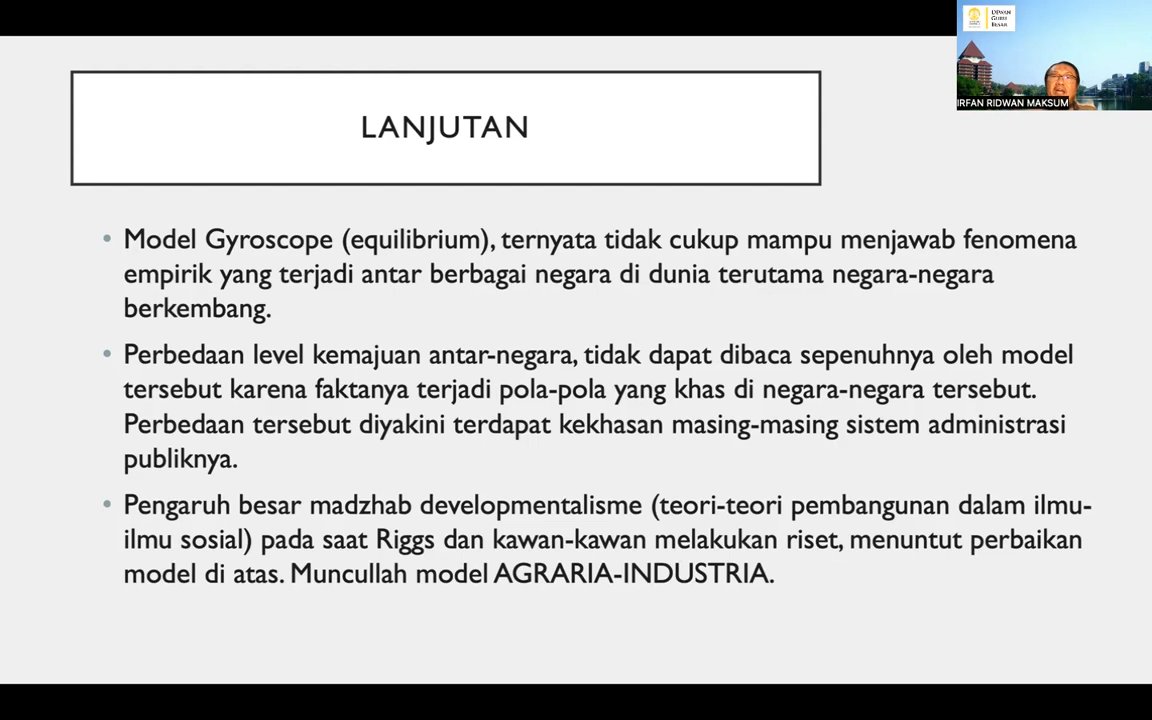 DEWAN
GURU
BESAR
IRFAN RIDWAN MAKSUM
LANJUTAN
• Model Gyroscope (equilibrium), ternyata tidak cukup mampu menjawab fenomena
empirik yang terjadi antar berbagai negara di dunia terutama negara-negara
berkembang.
• Perbedaan level kemajuan antar-negara, tidak dapat dibaca sepenuhnya oleh model
tersebut karena faktanya terjadi pola-pola yang khas di negara-negara tersebut.
Perbedaan tersebut diyakini terdapat kekhasan masing-masing sistem administrasi
publiknya.
• Pengaruh besar madzhab developmentalisme (teori-teori pembangunan dalam ilmu-
ilmu sosial) pada saat Riggs dan kawan-kawan melakukan riset, menuntut perbaikan
model di atas. Muncullah model AGRARIA-INDUSTRIA.